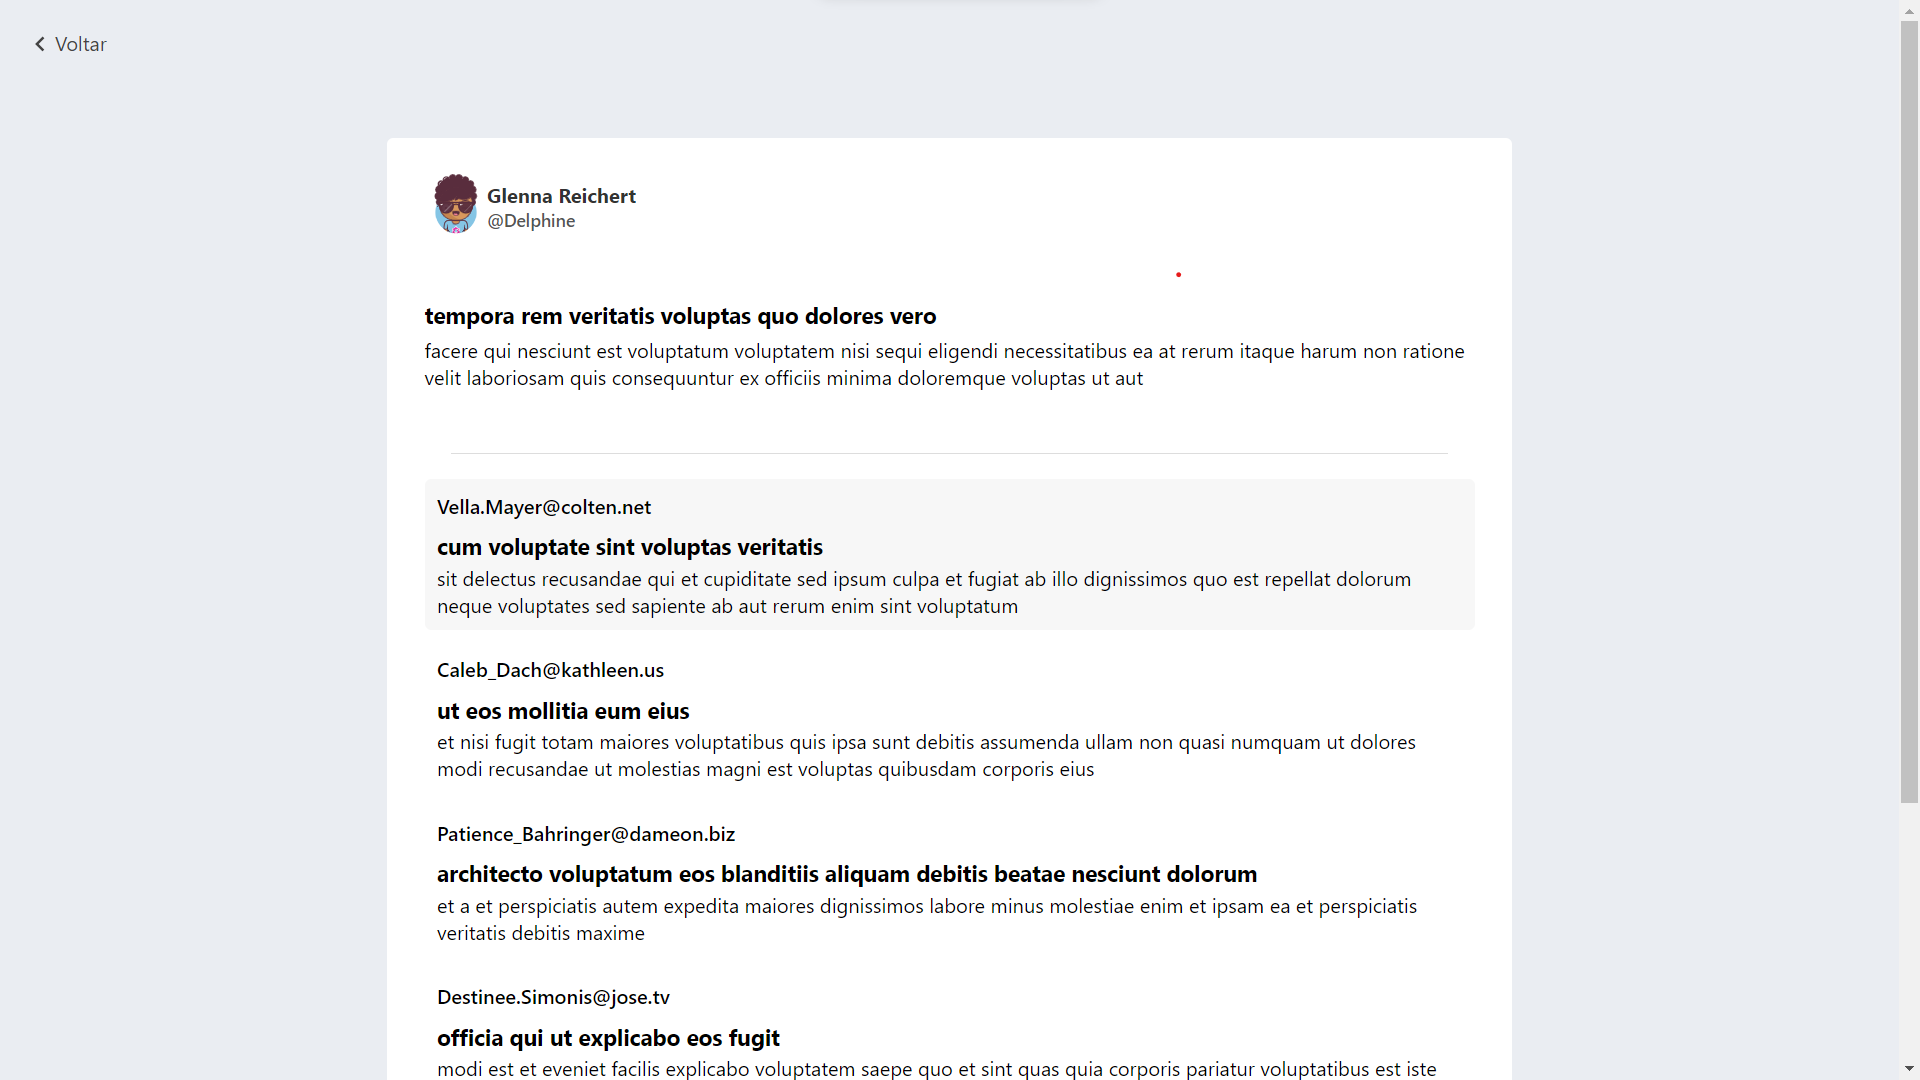 Voltar
Glenna Reichert
@Delphine
tempora rem veritatis voluptas quo dolores vero
facere qui nesciunt est voluptatum voluptatem nisi sequi eligendi necessitatibus ea at rerum itaque harum non ratione
velit laboriosam quis consequuntur ex officiis minima doloremque voluptas ut aut
Vella.Mayer@colten.net
cum voluptate sint voluptas veritatis
sit delectus recusandae qui et cupiditate sed ipsum culpa et fugiat ab illo dignissimos quo est repellat dolorum
neque voluptates sed sapiente ab aut rerum enim sint voluptatum
Caleb_Dach@kathleen.us
ut eos mollitia eum eius
et nisi fugit totam maiores voluptatibus quis ipsa sunt debitis assumenda ullam non quasi numquam ut dolores
modi recusandae ut molestias magni est voluptas quibusdam corporis eius
Patience_Bahringer@dameon.biz
architecto voluptatum eos blanditiis aliquam debitis beatae nesciunt dolorum
et a et perspiciatis autem expedita maiores dignissimos labore minus molestiae enim et ipsam ea et perspiciatis
veritatis debitis maxime
Destinee.Simonis@jose.tv
officia qui ut explicabo eos fugit
modi est et eveniet facilis explicabo voluptatem saepe quo et sint quas quia corporis pariatur voluptatibus est iste